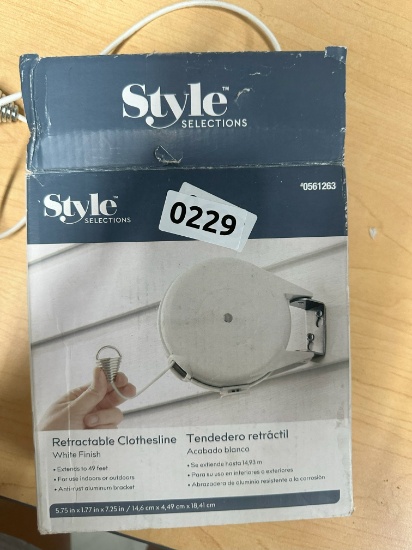 Style™
SELECTIONS
Style™
SELECTIONS
#0561263
0229
Retractable Clothesline
White Finish
• Extends to 49 feet
• For use indoors or outdoors
• Anti-rust aluminum bracket
Tendedero retráctil
Acabado blanco
• Se extiende hasta 14,93 m
• Para su uso en interiores o exteriores
• Abrazadera de aluminio resistente a la corrosión
5.75 in x 1.77 in x 7.25 in / 14,6 cm x 4,49 cm x 18,41 cm